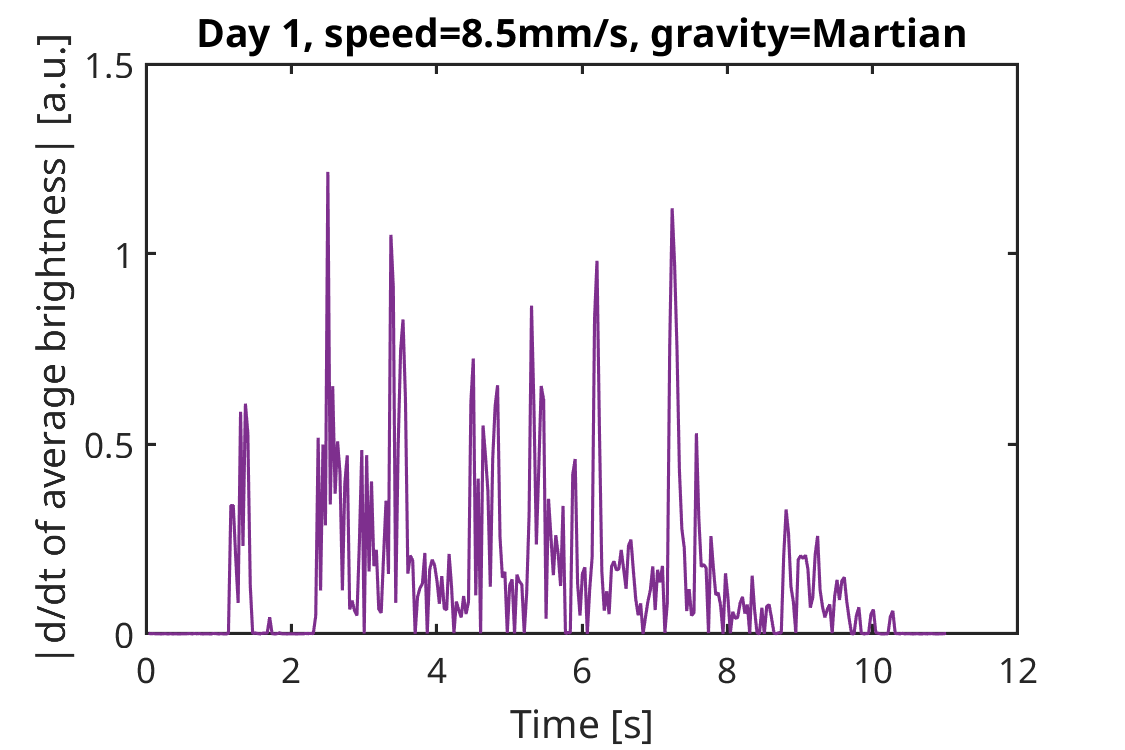 Day 1, speed=8.5mm/s, gravity=Martian
|d/dt of average brightness| [a.u.]
1.5
1
0.5
0
0 2 4 6 8 10 12
Time [s]